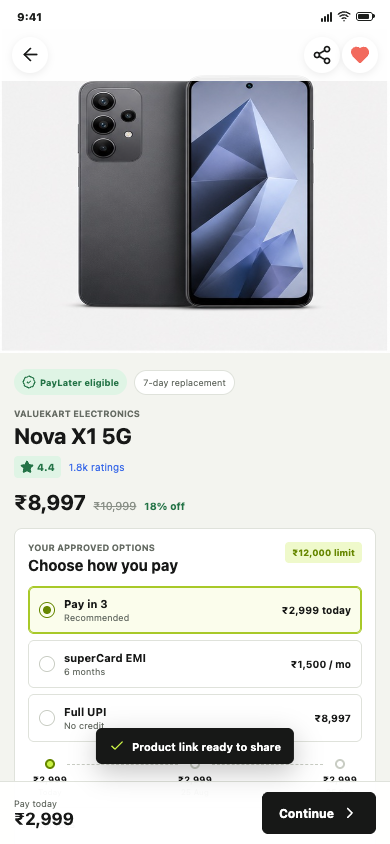 9:41
PayLater eligible
7-day replacement
VALUEKART ELECTRONICS
Nova X1 5G
4.4
1.8k ratings
₹8,997 ₹10,999 18% off
YOUR APPROVED OPTIONS
₹12,000 limit
Choose how you pay
Pay in 3
Recommended
₹2,999 today
superCard EMI
6 months
₹1,500 / mo
Full UPI
No credit
₹8,997
Product link ready to share
₹2,999 ₹2,999 ₹2,999
Pay today
₹2,999
Continue